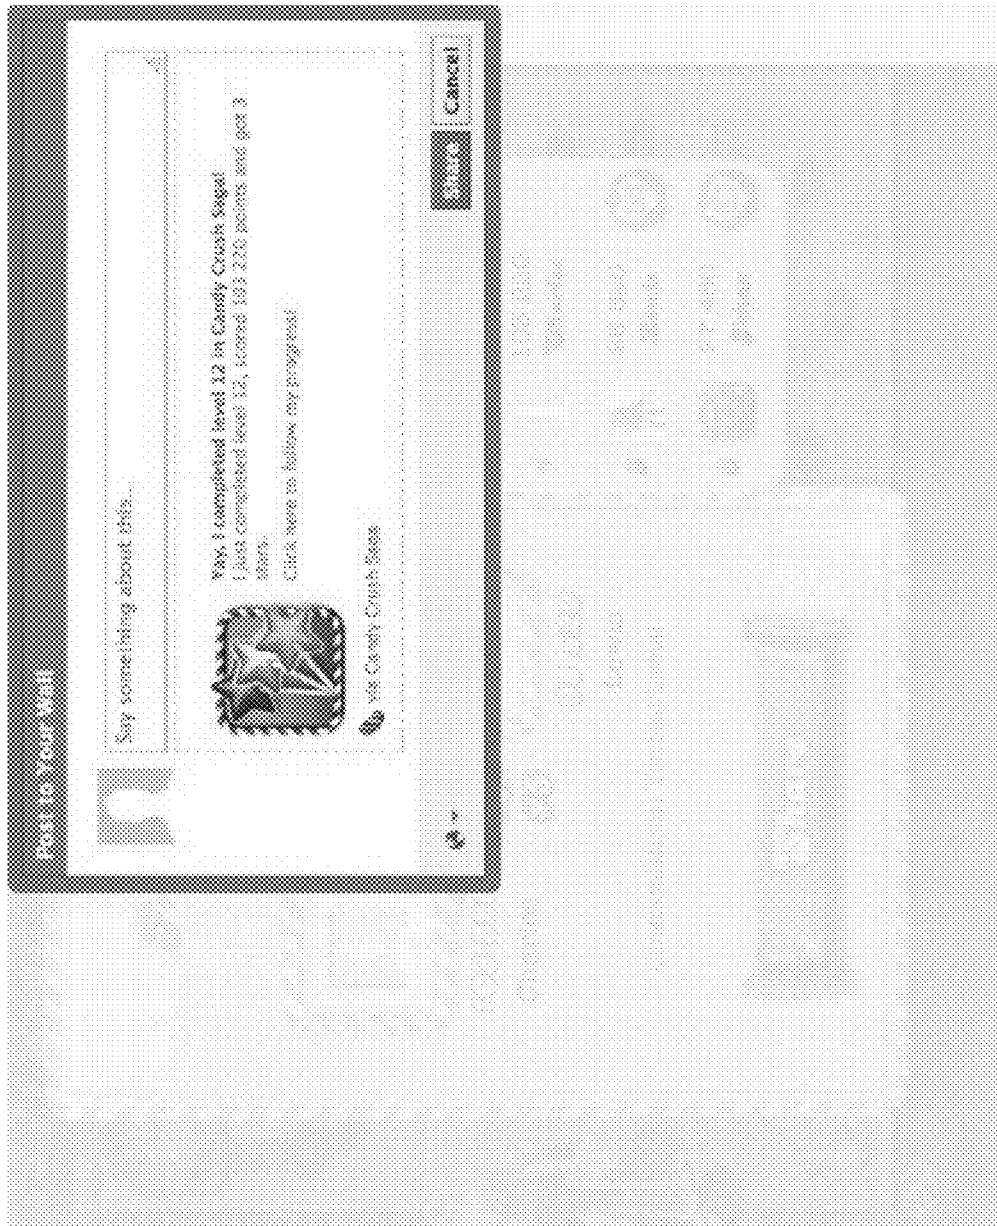 Post to Your Wall
Say something about this...
Yay, I completed level 12 in Candy Crush Saga!
I just completed level 12, scored 103 220 points and got 3
stars.
Click here to follow my progress!
via Candy Crush Saga
Share Cancel